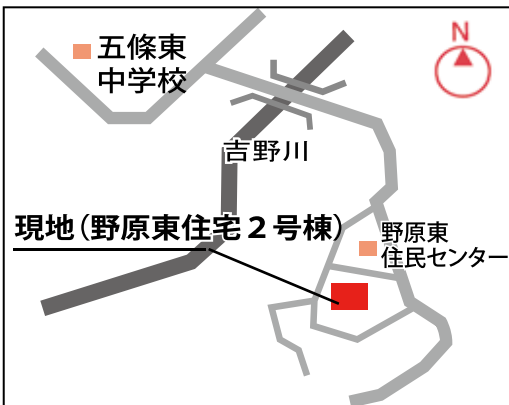 N
五條東
中学校
吉野川
現地(野原東住宅２号棟)
野原東
住民センター